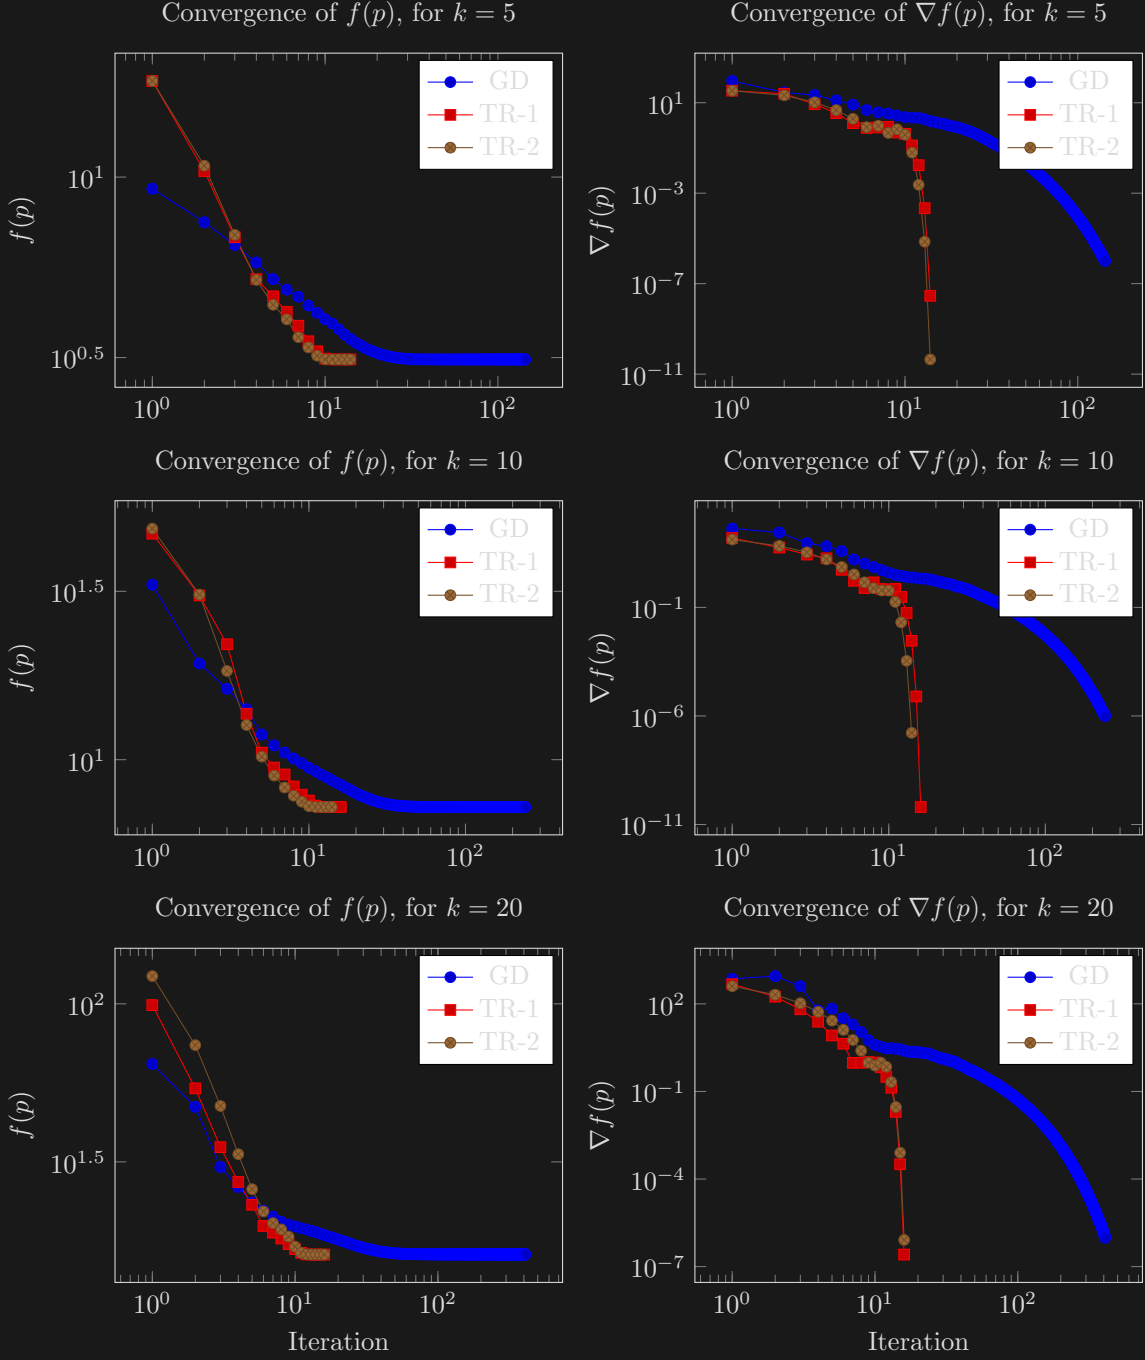 Convergence of f(p), for k = 5
Convergence of ∇f(p), for k = 5
GD
TR-1
TR-2
10^1
10^0.5
f(p)
10^0
10^1
10^2
GD
TR-1
TR-2
10^1
10^−3
10^−7
10^−11
∇f(p)
10^0
10^1
10^2
Convergence of f(p), for k = 10
Convergence of ∇f(p), for k = 10
GD
TR-1
TR-2
10^1.5
10^1
f(p)
10^0
10^1
10^2
GD
TR-1
TR-2
10^−1
10^−6
10^−11
∇f(p)
10^0
10^1
10^2
Convergence of f(p), for k = 20
Convergence of ∇f(p), for k = 20
GD
TR-1
TR-2
10^2
10^1.5
f(p)
10^0
10^1
10^2
Iteration
GD
TR-1
TR-2
10^2
10^−1
10^−4
10^−7
∇f(p)
10^0
10^1
10^2
Iteration